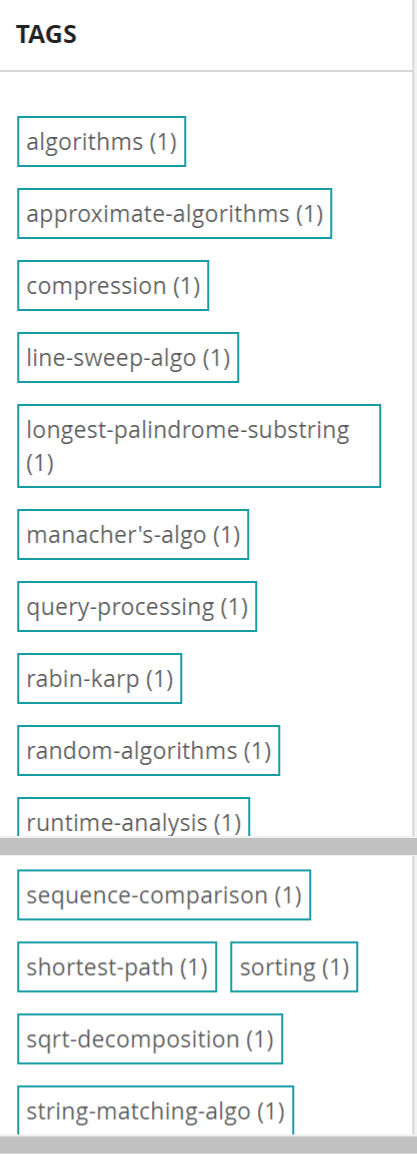 TAGS
algorithms (1)
approximate-algorithms (1)
compression (1)
line-sweep-algo (1)
longest-palindrome-substring
(1)
manacher's-algo (1)
query-processing (1)
rabin-karp (1)
random-algorithms (1)
runtime-analysis (1)
sequence-comparison (1)
shortest-path (1) sorting (1)
sqrt-decomposition (1)
string-matching-algo (1)